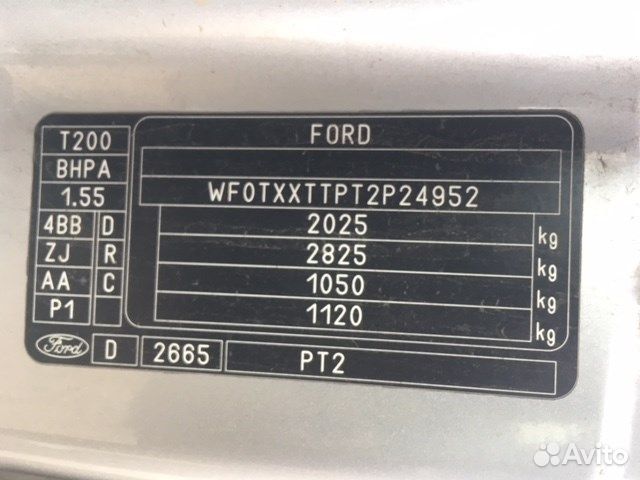 T200 FORD
BHPA
1.55 WF0TXXTTPT2P24952
4BB D 2025 kg
ZJ R 2825 kg
AA C 1050 kg
P1 1120 kg
Ford D 2665 PT2
Avito